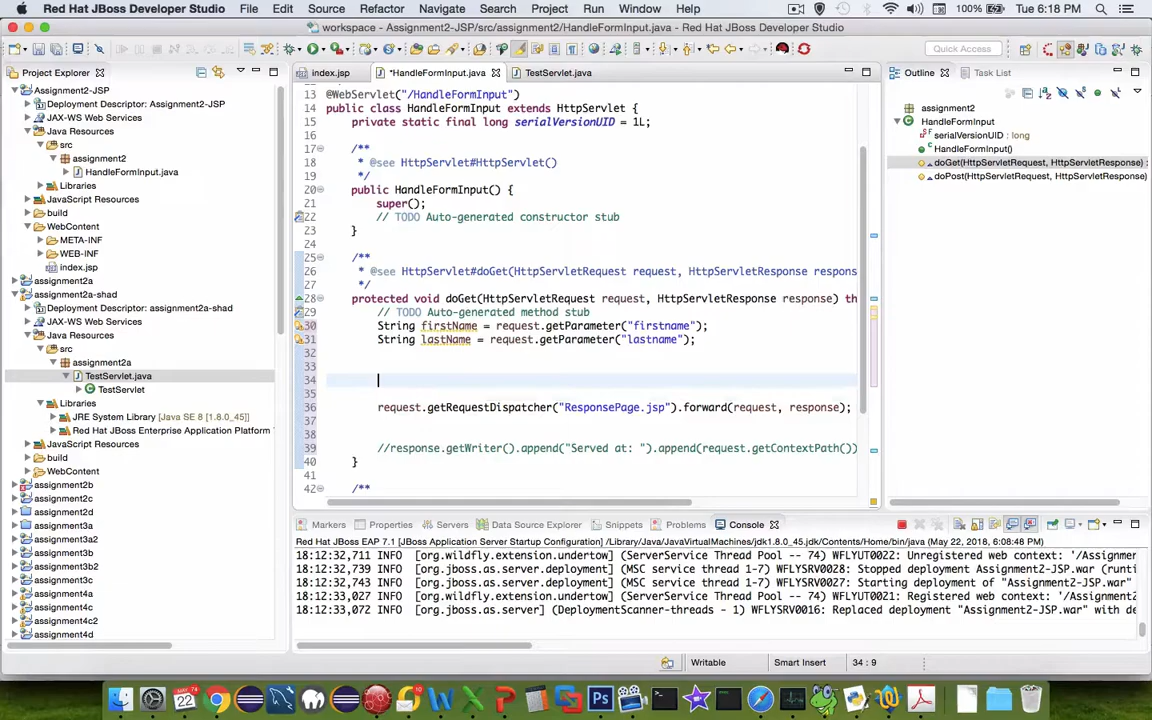 Red Hat JBoss Developer Studio File Edit Source Refactor Navigate Search Project Run Window Help 100% Tue 6:18 PM
workspace - Assignment2-JSP/src/assignment2/HandleFormInput.java - Red Hat JBoss Developer Studio
Quick Access
Project Explorer
index.jsp *HandleFormInput.java TestServlet.java
Outline Task List
Assignment2-JSP
Deployment Descriptor: Assignment2-JSP
JAX-WS Web Services
Java Resources
src
assignment2
HandleFormInput.java
Libraries
JavaScript Resources
build
WebContent
META-INF
WEB-INF
index.jsp
assignment2a
assignment2a-shad
Deployment Descriptor: assignment2a-shad
JAX-WS Web Services
Java Resources
src
assignment2a
TestServlet.java
TestServlet
Libraries
JRE System Library [Java SE 8 [1.8.0_45]]
Red Hat JBoss Enterprise Application Platform
JavaScript Resources
build
WebContent
assignment2b
assignment2c
assignment2d
assignment3a
assignment3a2
assignment3b
assignment3b2
assignment3c
assignment4a
assignment4c
assignment4c2
assignment4d
13 @WebServlet("/HandleFormInput")
14 public class HandleFormInput extends HttpServlet {
15 private static final long serialVersionUID = 1L;
16
17 /**
18 * @see HttpServlet#HttpServlet()
19 */
20 public HandleFormInput() {
21 super();
22 // TODO Auto-generated constructor stub
23 }
24
25 /**
26 * @see HttpServlet#doGet(HttpServletRequest request, HttpServletResponse respons
27 */
28 protected void doGet(HttpServletRequest request, HttpServletResponse response) th
29 // TODO Auto-generated method stub
30 String firstName = request.getParameter("firstname");
31 String lastName = request.getParameter("lastname");
32
33
34
35
36 request.getRequestDispatcher("ResponsePage.jsp").forward(request, response);
37
38
39 //response.getWriter().append("Served at: ").append(request.getContextPath())
40 }
41
42 /**
assignment2
HandleFormInput
serialVersionUID : long
HandleFormInput()
doGet(HttpServletRequest, HttpServletResponse) :
doPost(HttpServletRequest, HttpServletResponse)
Markers Properties Servers Data Source Explorer Snippets Problems Console
Red Hat JBoss EAP 7.1 [JBoss Application Server Startup Configuration] /Library/Java/JavaVirtualMachines/jdk1.8.0_45.jdk/Contents/Home/bin/java (May 22, 2018, 6:08:48 PM)
18:12:32,711 INFO [org.wildfly.extension.undertow] (ServerService Thread Pool -- 74) WFLYUT0022: Unregistered web context: '/Assignmen
18:12:32,739 INFO [org.jboss.as.server.deployment] (MSC service thread 1-7) WFLYSRV0028: Stopped deployment Assignment2-JSP.war (runti
18:12:32,743 INFO [org.jboss.as.server.deployment] (MSC service thread 1-7) WFLYSRV0027: Starting deployment of "Assignment2-JSP.war"
18:12:33,027 INFO [org.wildfly.extension.undertow] (ServerService Thread Pool -- 74) WFLYUT0021: Registered web context: '/Assignment2
18:12:33,072 INFO [org.jboss.as.server] (DeploymentScanner-threads - 1) WFLYSRV0016: Replaced deployment "Assignment2-JSP.war" with de
Writable Smart Insert 34 : 9